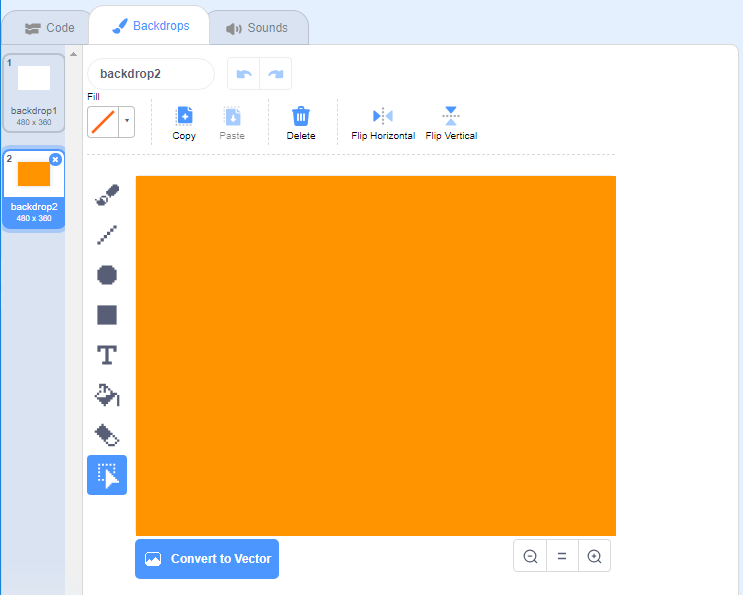 Code
Backdrops
Sounds
1
backdrop1
480 x 360
2
backdrop2
480 x 360
backdrop2
Fill
Copy
Paste
Delete
Flip Horizontal
Flip Vertical
T
Convert to Vector